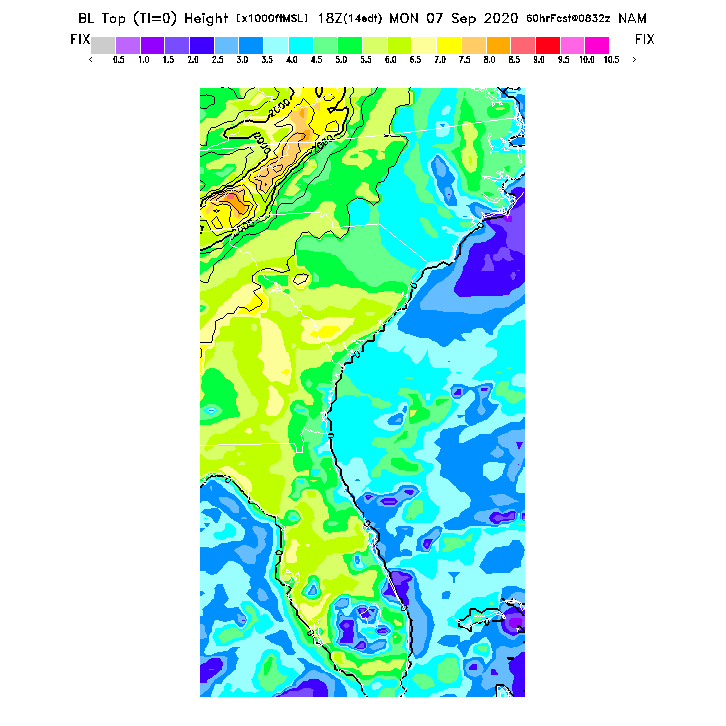 BL Top (TI=0) Height [x1000ftMSL] 18Z(14edt) MON 07 Sep 2020 60hrFcst@0832z NAM
FIX FIX
< 0.5 1.0 1.5 2.0 2.5 3.0 3.5 4.0 4.5 5.0 5.5 6.0 6.5 7.0 7.5 8.0 8.5 9.0 9.5 10.0 10.5 >
2000
2000